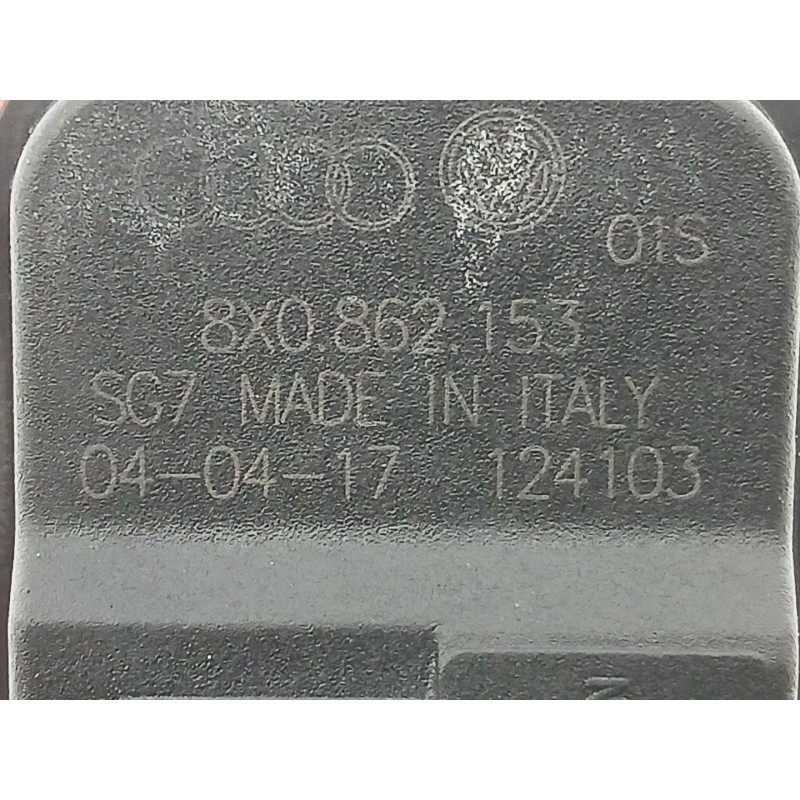 01S
8X0.862.153
SG7 MADE IN ITALY
04-04-17 124103